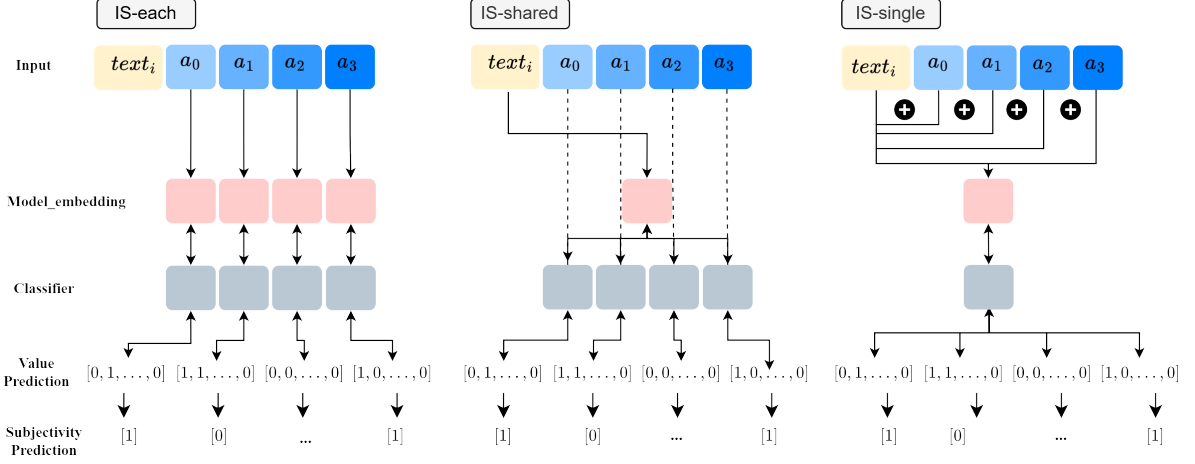 IS-each IS-shared IS-single
Input text_i a_0 a_1 a_2 a_3 text_i a_0 a_1 a_2 a_3 text_i a_0 a_1 a_2 a_3
+ + + +
Model_embedding
Classifier
Value
Prediction [0, 1, . . . , 0] [1, 1, . . . , 0] [0, 0, . . . , 0] [1, 0, . . . , 0] [0, 1, . . . , 0] [1, 1, . . . , 0] [0, 0, . . . , 0] [1, 0, . . . , 0] [0, 1, . . . , 0] [1, 1, . . . , 0] [0, 0, . . . , 0] [1, 0, . . . , 0]
Subjectivity
Prediction [1] [0] ... [1] [1] [0] ... [1] [1] [0] ... [1]